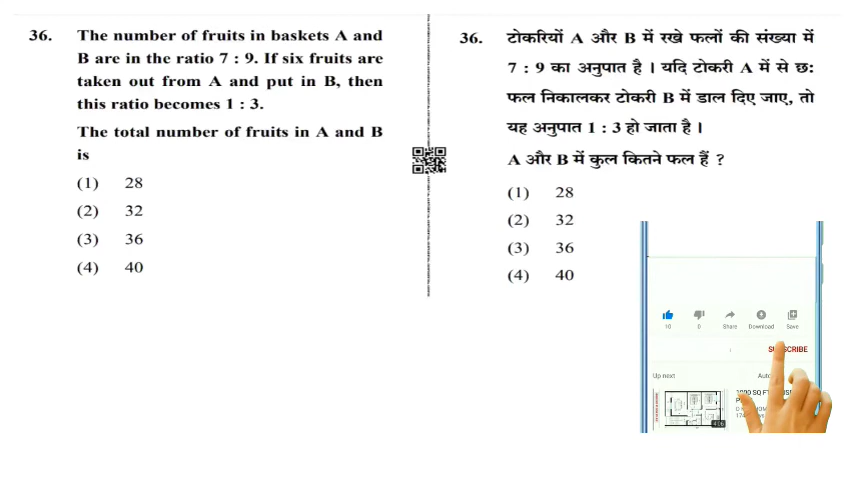 36. The number of fruits in baskets A and
B are in the ratio 7 : 9. If six fruits are
taken out from A and put in B, then
this ratio becomes 1 : 3.
The total number of fruits in A and B
is
(1) 28
(2) 32
(3) 36
(4) 40
36. टोकरियों A और B में रखे फलों की संख्या में
7 : 9 का अनुपात है । यदि टोकरी A में से छ:
फल निकालकर टोकरी B में डाल दिए जाए, तो
यह अनुपात 1 : 3 हो जाता है ।
A और B में कुल कितने फल हैं ?
(1) 28
(2) 32
(3) 36
(4) 40
10 0 Share Download Save
Up next